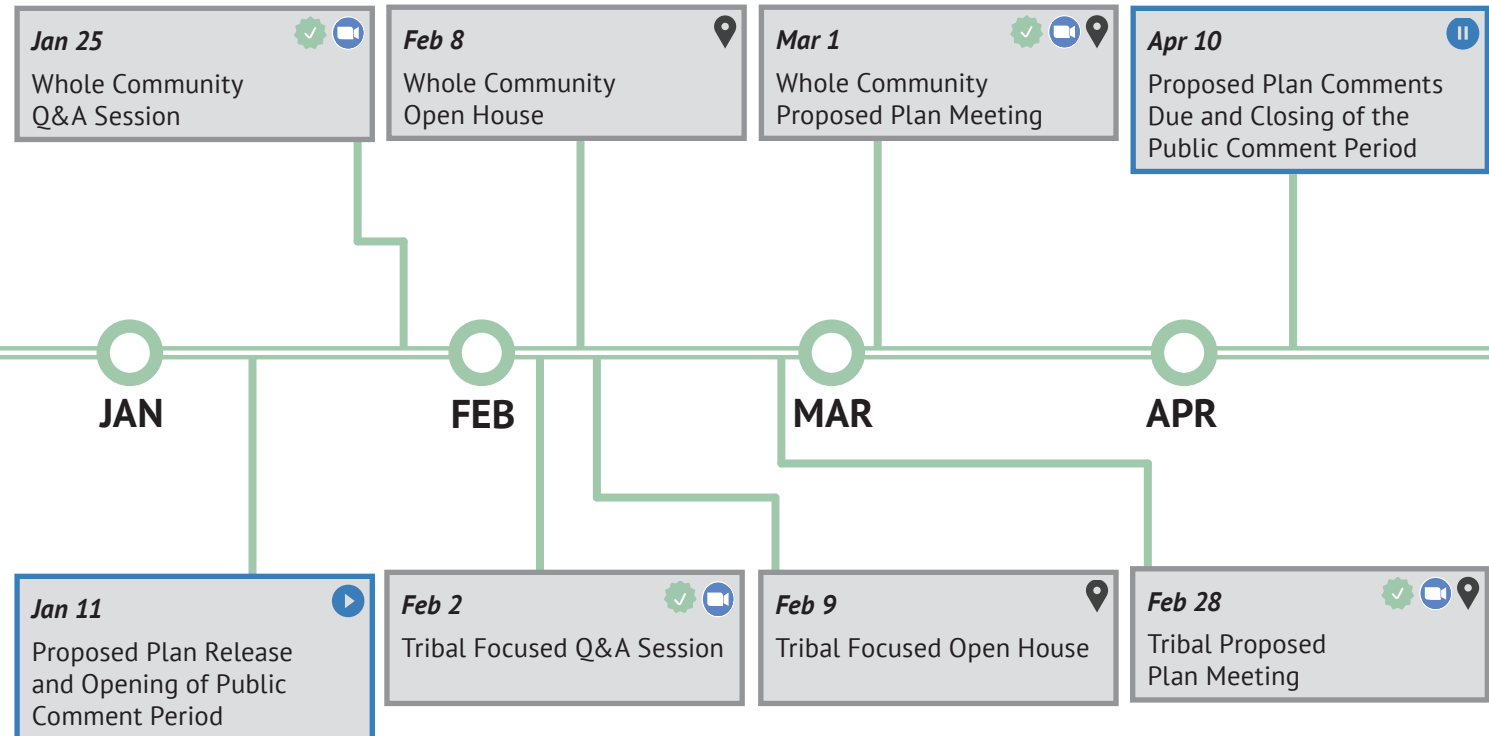 Jan 25
Whole Community
Q&A Session
Feb 8
Whole Community
Open House
Mar 1
Whole Community
Proposed Plan Meeting
Apr 10
Proposed Plan Comments
Due and Closing of the
Public Comment Period
JAN
FEB
MAR
APR
Jan 11
Proposed Plan Release
and Opening of Public
Comment Period
Feb 2
Tribal Focused Q&A Session
Feb 9
Tribal Focused Open House
Feb 28
Tribal Proposed
Plan Meeting